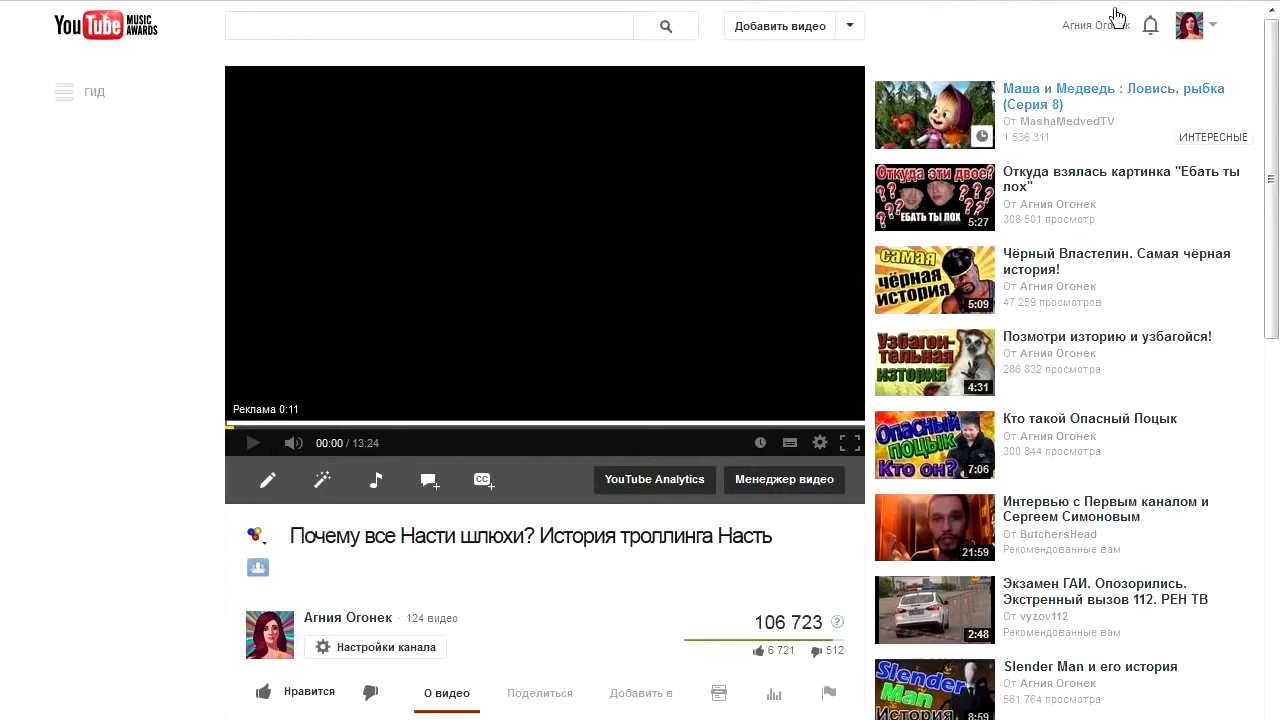 YouTube MUSIC AWARDS
Добавить видео
Агния Ого к
ГИД
Реклама 0:11
00:00 / 13:24
CC
YouTube Analytics
Менеджер видео
Почему все Насти шлюхи? История троллинга Насть
Агния Огонек · 124 видео
Настройки канала
106 723 ?
6 721 512
Нравится
О видео
Поделиться
Добавить в
Маша и Медведь : Ловись, рыбка
(Серия 8)
От MashaMedvedTV
1 536 311
ИНТЕРЕСНЫЕ
Откуда эти двое?
ЕБАТЬ ТЫ ЛОХ
5:27
Откуда взялась картинка "Ебать ты
лох"
От Агния Огонек
308 501 просмотр
самая
чёрная
история
5:09
Чёрный Властелин. Самая чёрная
история!
От Агния Огонек
47 259 просмотров
Узбагои-
тельная
изтория
4:31
Позмотри изторию и узбагойся!
От Агния Огонек
286 832 просмотра
Опасный
поцык
Кто он?
7:06
Кто такой Опасный Поцык
От Агния Огонек
300 844 просмотра
21:59
Интервью с Первым каналом и
Сергеем Симоновым
От ButchersHead
Рекомендованные вам
2:48
Экзамен ГАИ. Опозорились.
Экстренный вызов 112. РЕН ТВ
От vyzov112
Рекомендованные вам
Slender
Man
История
8:59
Slender Man и его история
От Агния Огонек
561 764 просмотра